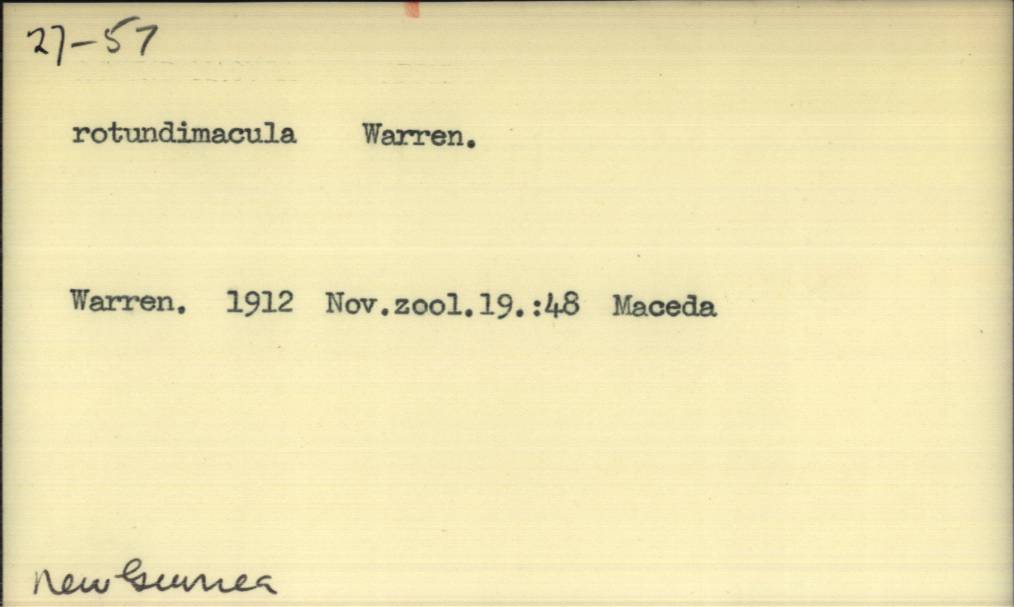 27-57
rotundimacula Warren.
Warren. 1912 Nov.zool.19.:48 Maceda
New Guinea